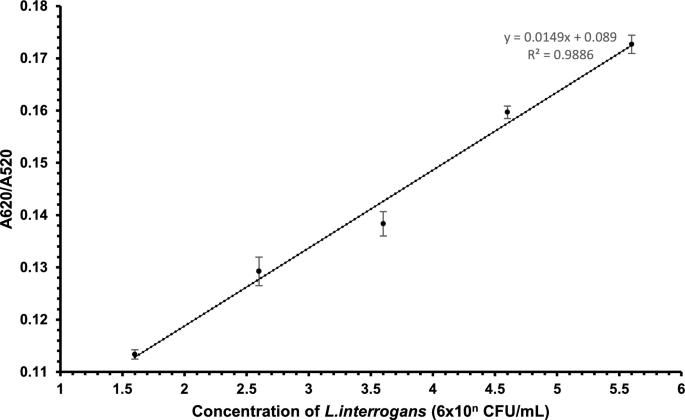 0.18
0.17
0.16
0.15
0.14
0.13
0.12
0.11
A620/A520
y = 0.0149x + 0.089
R² = 0.9886
1 1.5 2 2.5 3 3.5 4 4.5 5 5.5 6
Concentration of L.interrogans (6x10ⁿ CFU/mL)